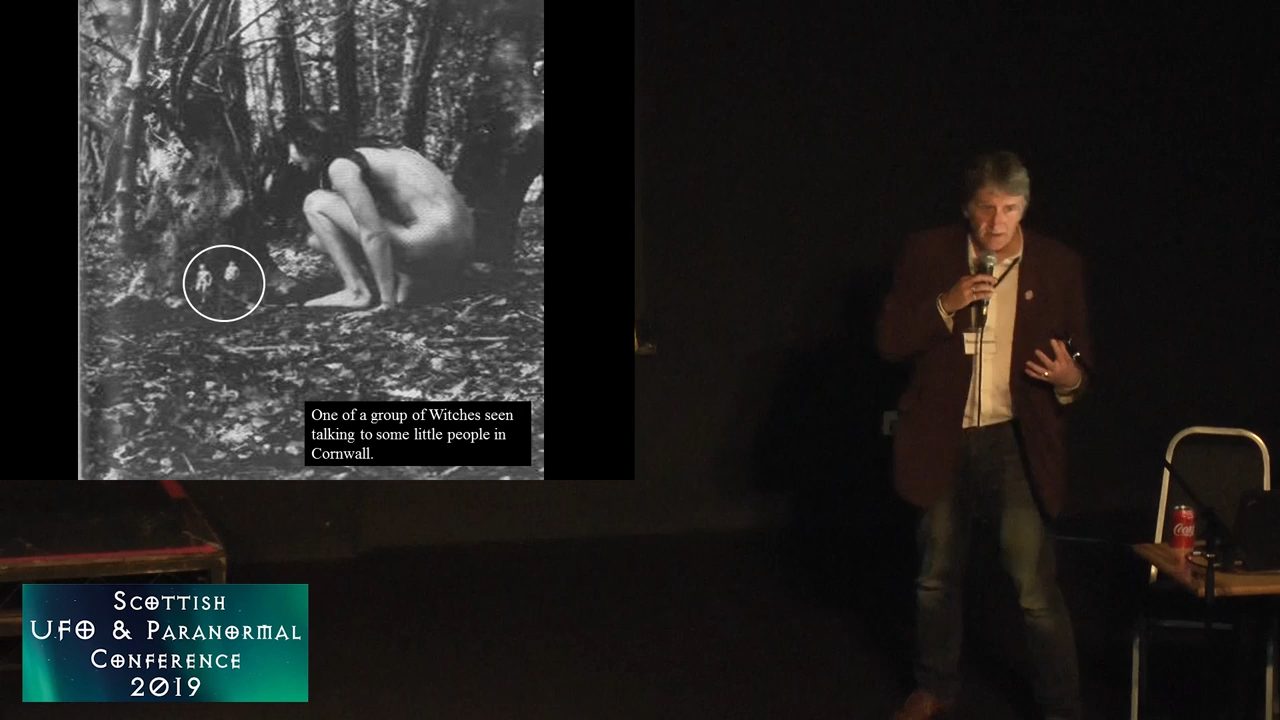 One of a group of Witches seen
talking to some little people in
Cornwall.
SCOTTISH
UFO & PARANORMAL
CONFERENCE
2019